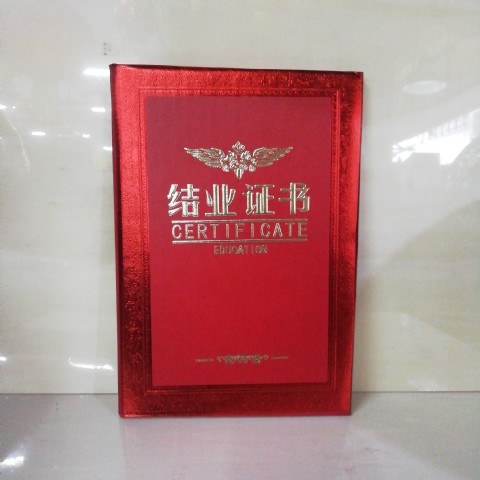 结业证书
CERTIFICATE
EDUCATION